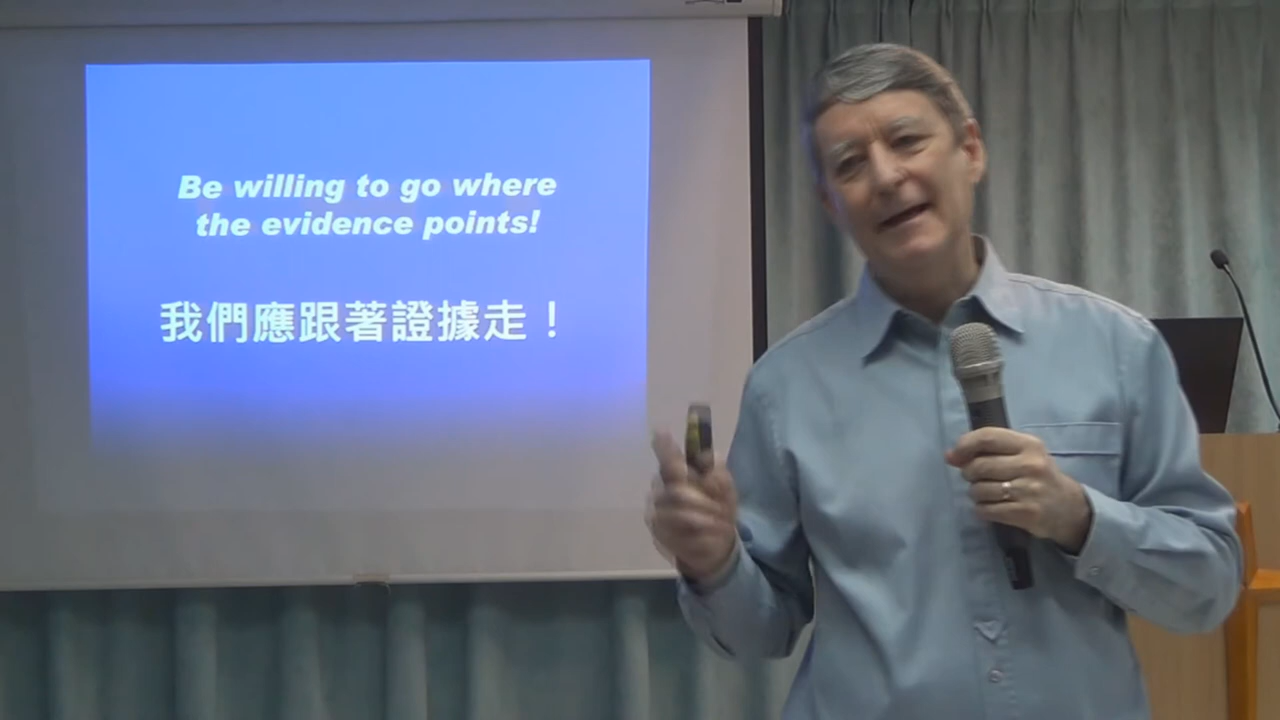 Be willing to go where
the evidence points!
我們應跟著證據走！